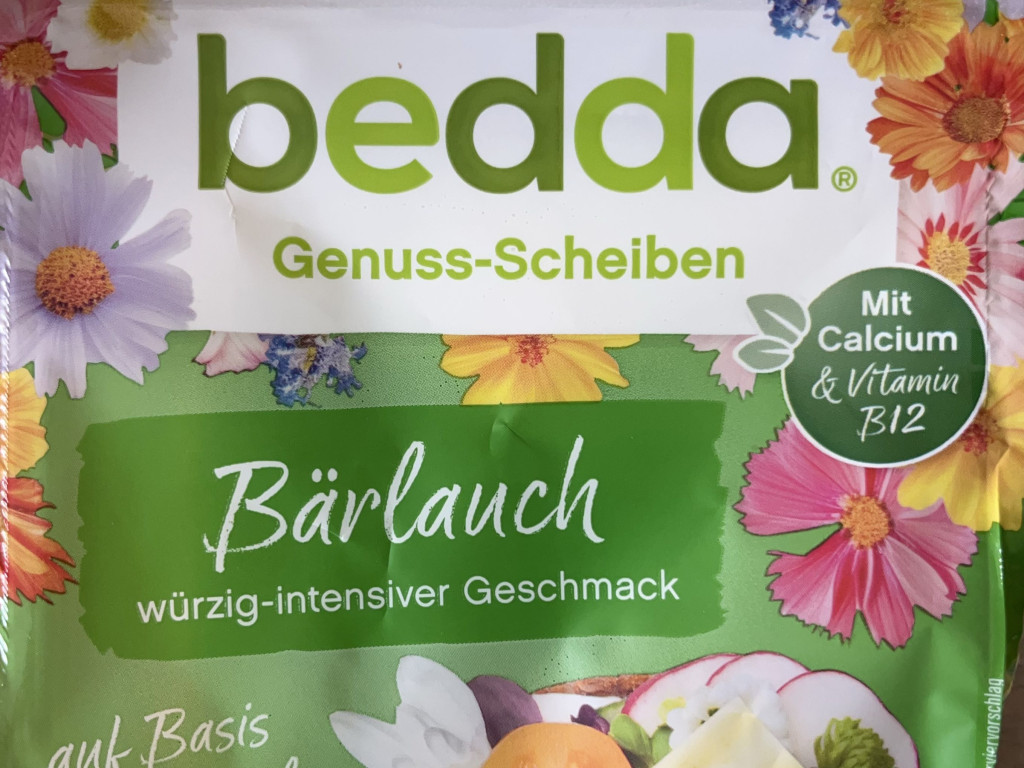 bedda®
Genuss-Scheiben
Mit
Calcium
& Vitamin
B12
Bärlauch
würzig-intensiver Geschmack
auf Basis